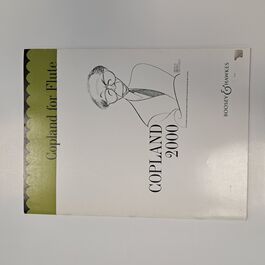 Copland for Flute
COPLAND
2000
BOOSEY & HAWKES